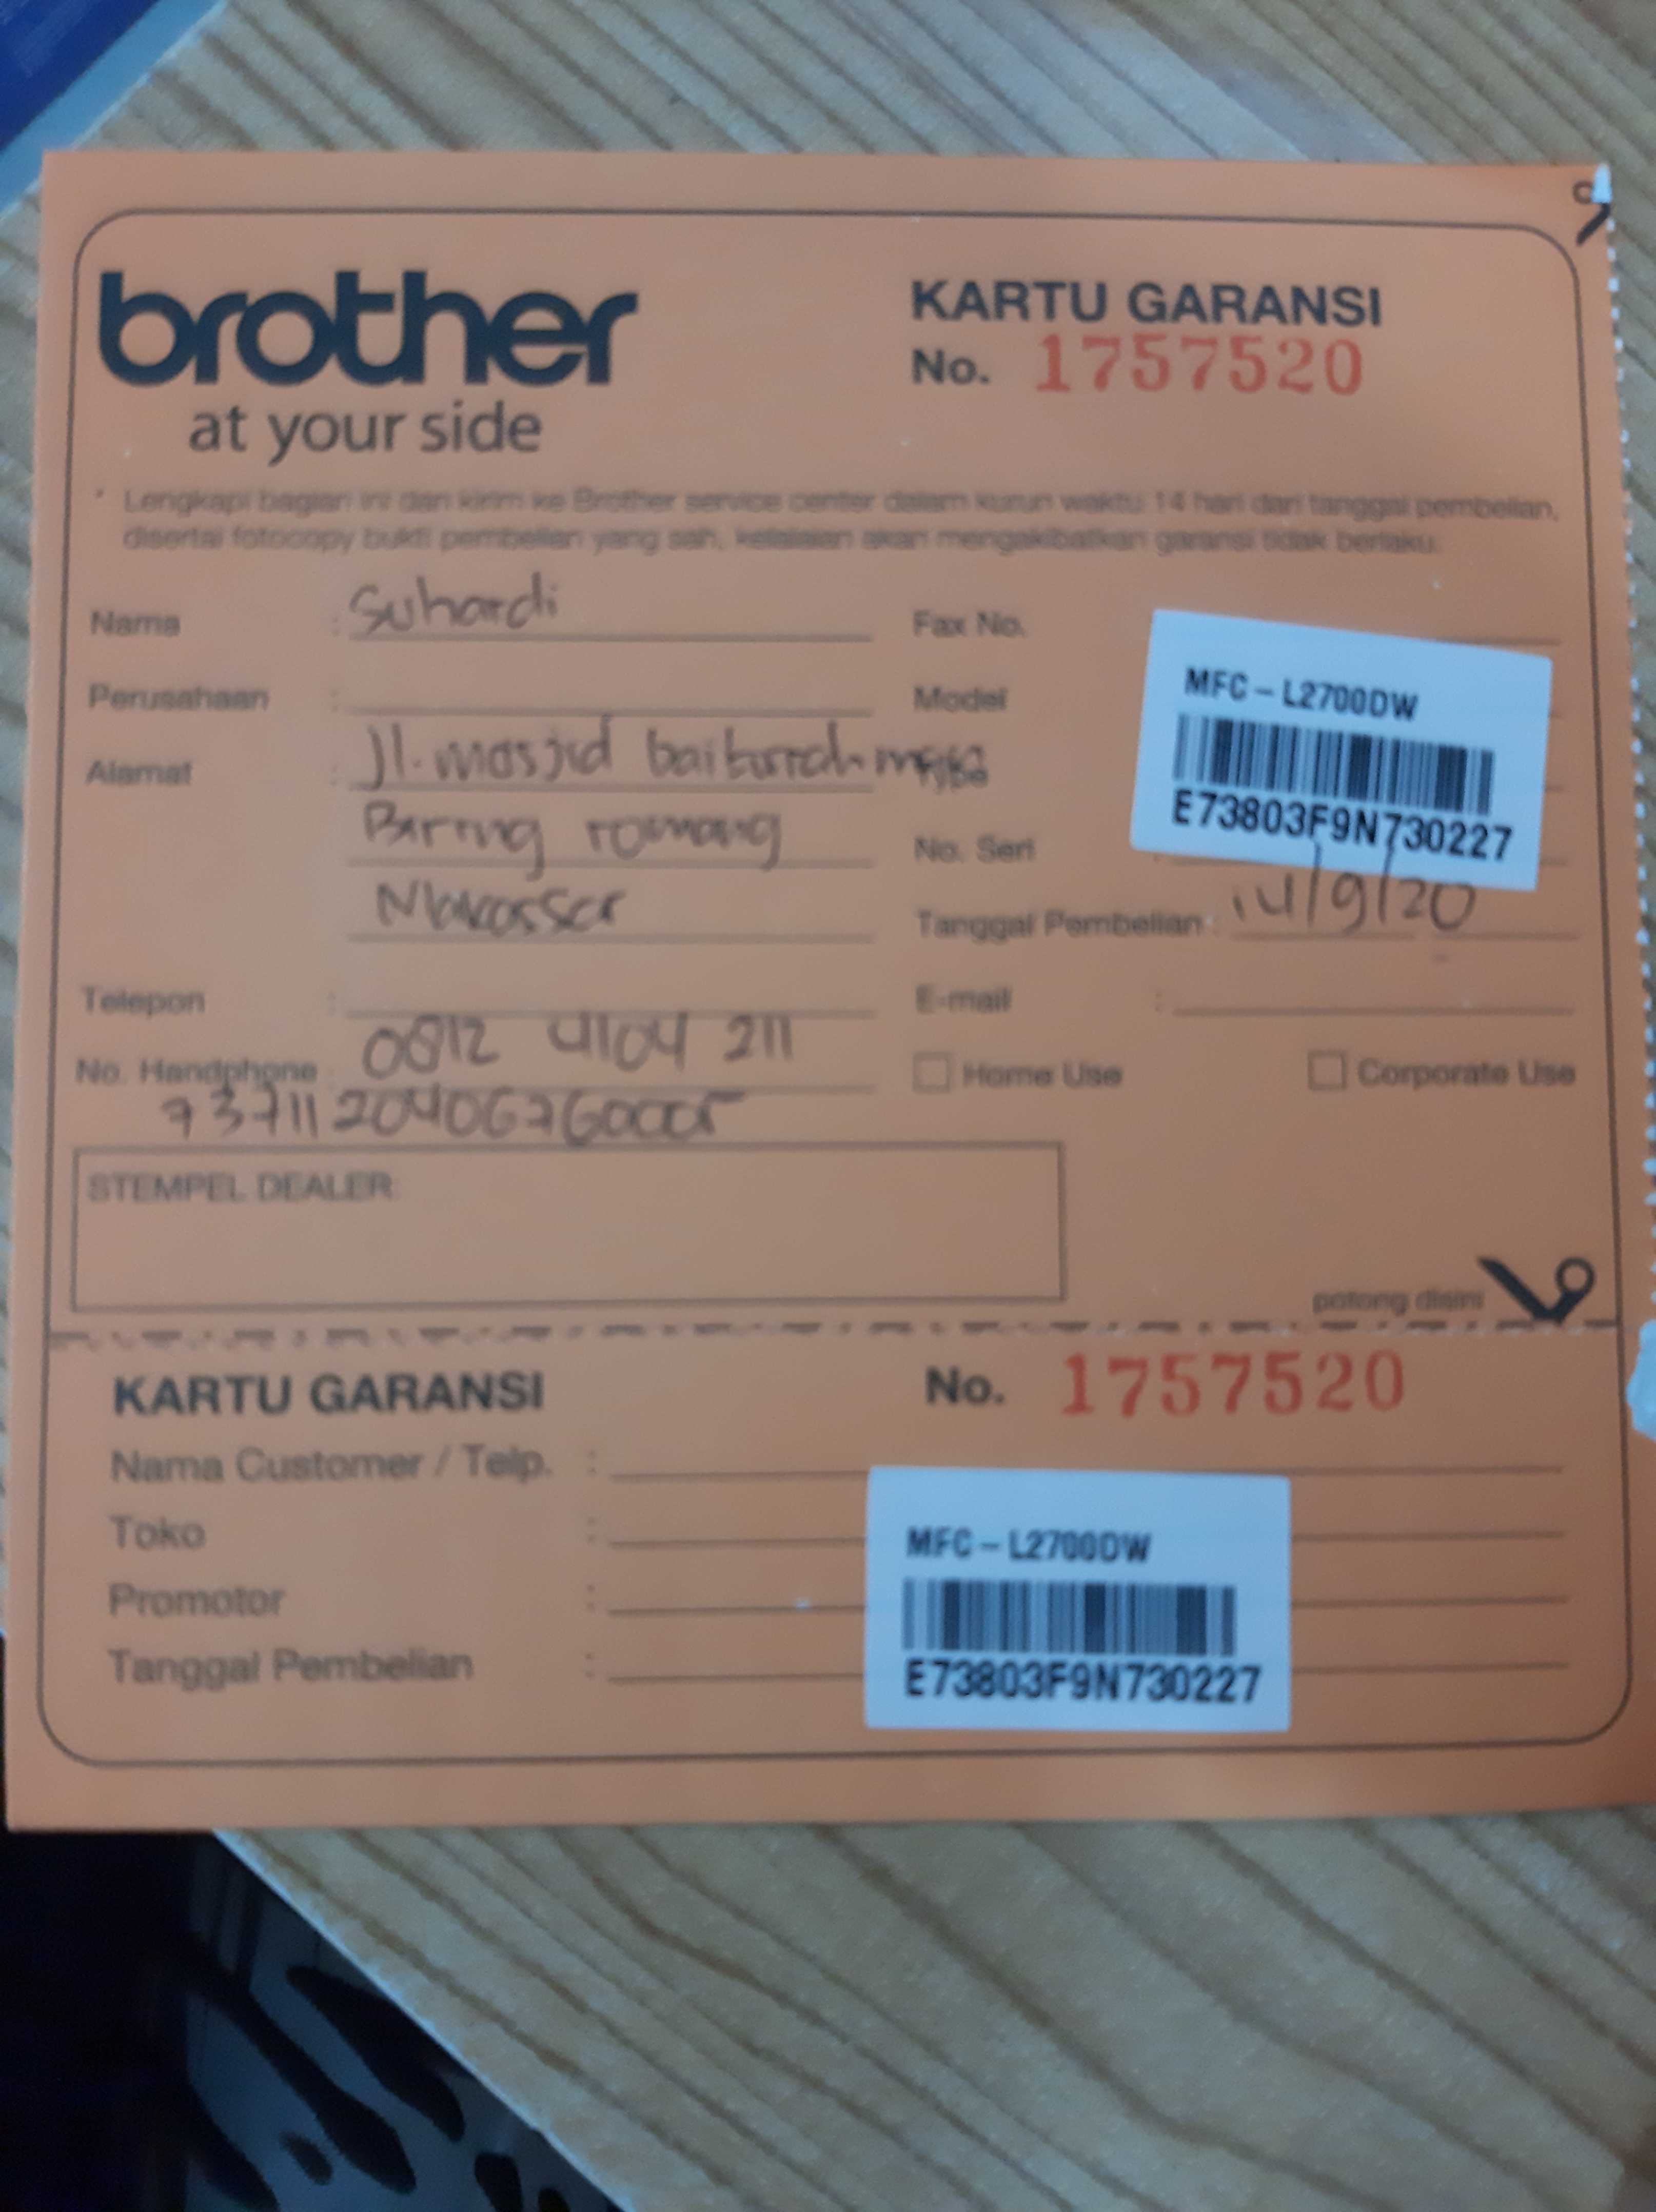 brother
at your side
KARTU GARANSI
No. 1757520
* Lengkapi bagian ini dan kirim ke Brother service center dalam kurun waktu 14 hari dari tanggal pembelian,
disertai fotocopy bukti pembelian yang sah, kelalaian akan mengakibatkan garansi tidak berlaku.
Nama : Suhardi
Perusahaan :
Alamat : Jl. masjid
Biring romang
Makassar
Telepon :
No. Handphone : 0812 4104 211
STEMPEL DEALER:
Fax No.
Model
Type
No. Seri :
MFC-L2700DW
E73803F9N730227
Tanggal Pembelian : 14/9/20
E-mail :
Home Use
Corporate Use
potong disini
KARTU GARANSI
No. 1757520
Nama Customer / Telp. :
Toko :
Promotor :
Tanggal Pembelian :
MFC-L2700DW
E73803F9N730227